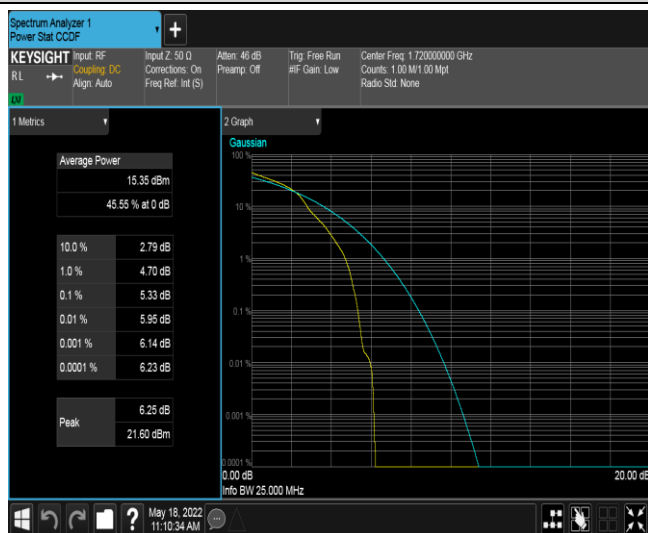 Spectrum Analyzer 1
Power Stat CCDF
+
KEYSIGHT
RL
Input: RF
Coupling: DC
Align: Auto
Input Z: 50 Ω
Corrections: On
Freq Ref: Int (S)
Atten: 46 dB
Preamp: Off
Trig: Free Run
#IF Gain: Low
Center Freq: 1.720000000 GHz
Counts: 1.00 M/1.00 Mpt
Radio Std: None
1 Metrics
Average Power
15.35 dBm
45.55 % at 0 dB
10.0 % 2.79 dB
1.0 % 4.70 dB
0.1 % 5.33 dB
0.01 % 5.95 dB
0.001 % 6.14 dB
0.0001 % 6.23 dB
Peak
6.25 dB
21.60 dBm
2 Graph
Gaussian
100 %
10 %
1 %
0.1 %
0.01 %
0.001 %
0.0001 %
0.00 dB 20.00 dB
Info BW 25.000 MHz
?
May 18, 2022
11:10:34 AM